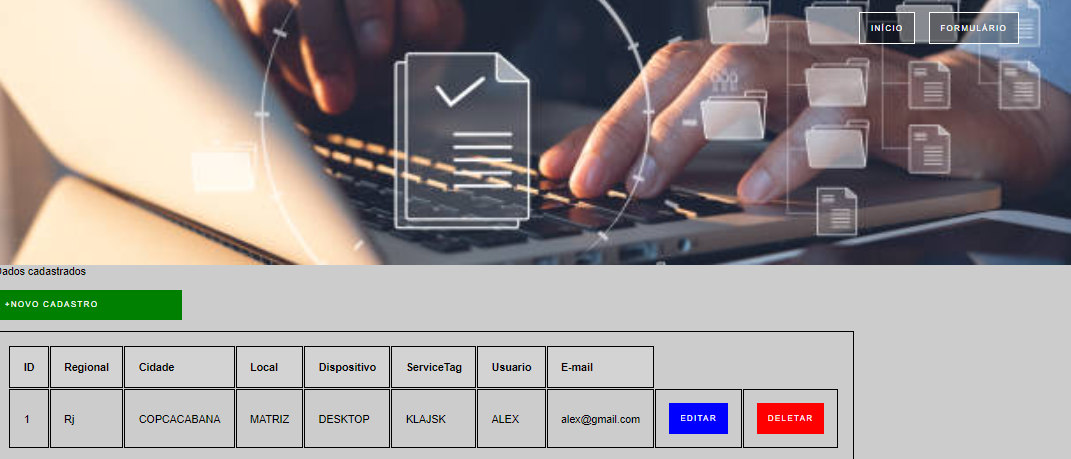 INÍCIO FORMULÁRIO
Dados cadastrados
+NOVO CADASTRO
ID Regional Cidade Local Dispositivo ServiceTag Usuario E-mail
1 Rj COPCACABANA MATRIZ DESKTOP KLAJSK ALEX alex@gmail.com EDITAR DELETAR